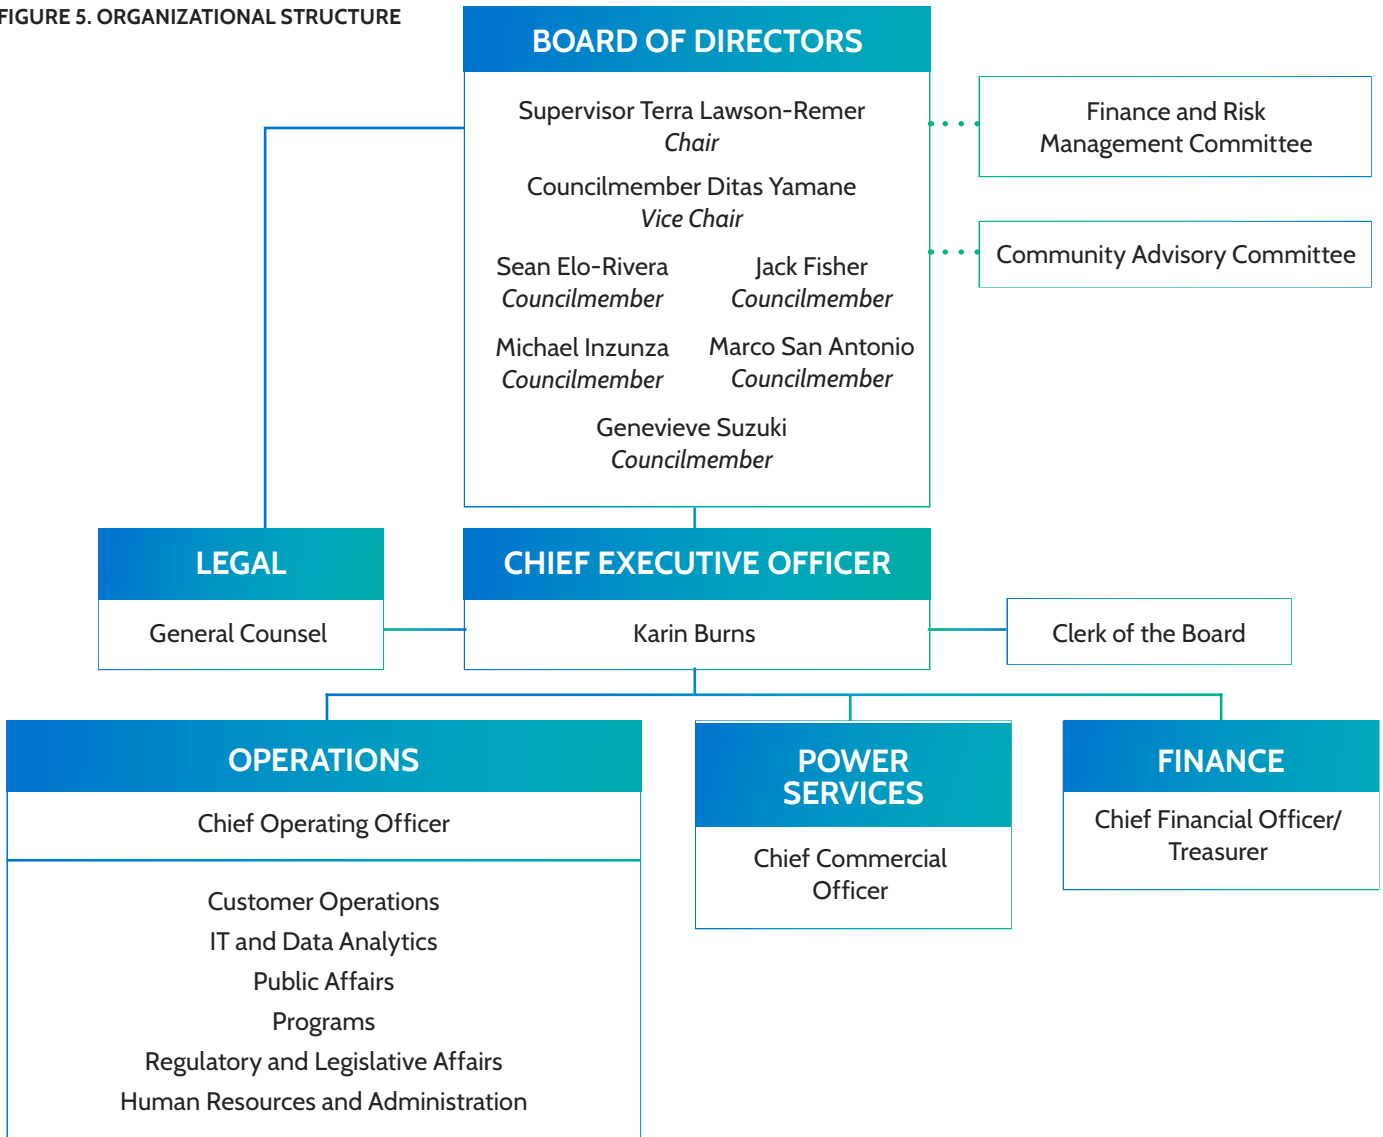 FIGURE 5. ORGANIZATIONAL STRUCTURE
BOARD OF DIRECTORS
Supervisor Terra Lawson-Remer
Chair
Councilmember Ditas Yamane
Vice Chair
Sean Elo-Rivera
Councilmember
Jack Fisher
Councilmember
Michael Inzunza
Councilmember
Marco San Antonio
Councilmember
Genevieve Suzuki
Councilmember
Finance and Risk
Management Committee
Community Advisory Committee
LEGAL
General Counsel
CHIEF EXECUTIVE OFFICER
Karin Burns
Clerk of the Board
OPERATIONS
Chief Operating Officer
Customer Operations
IT and Data Analytics
Public Affairs
Programs
Regulatory and Legislative Affairs
Human Resources and Administration
POWER
SERVICES
Chief Commercial
Officer
FINANCE
Chief Financial Officer/
Treasurer